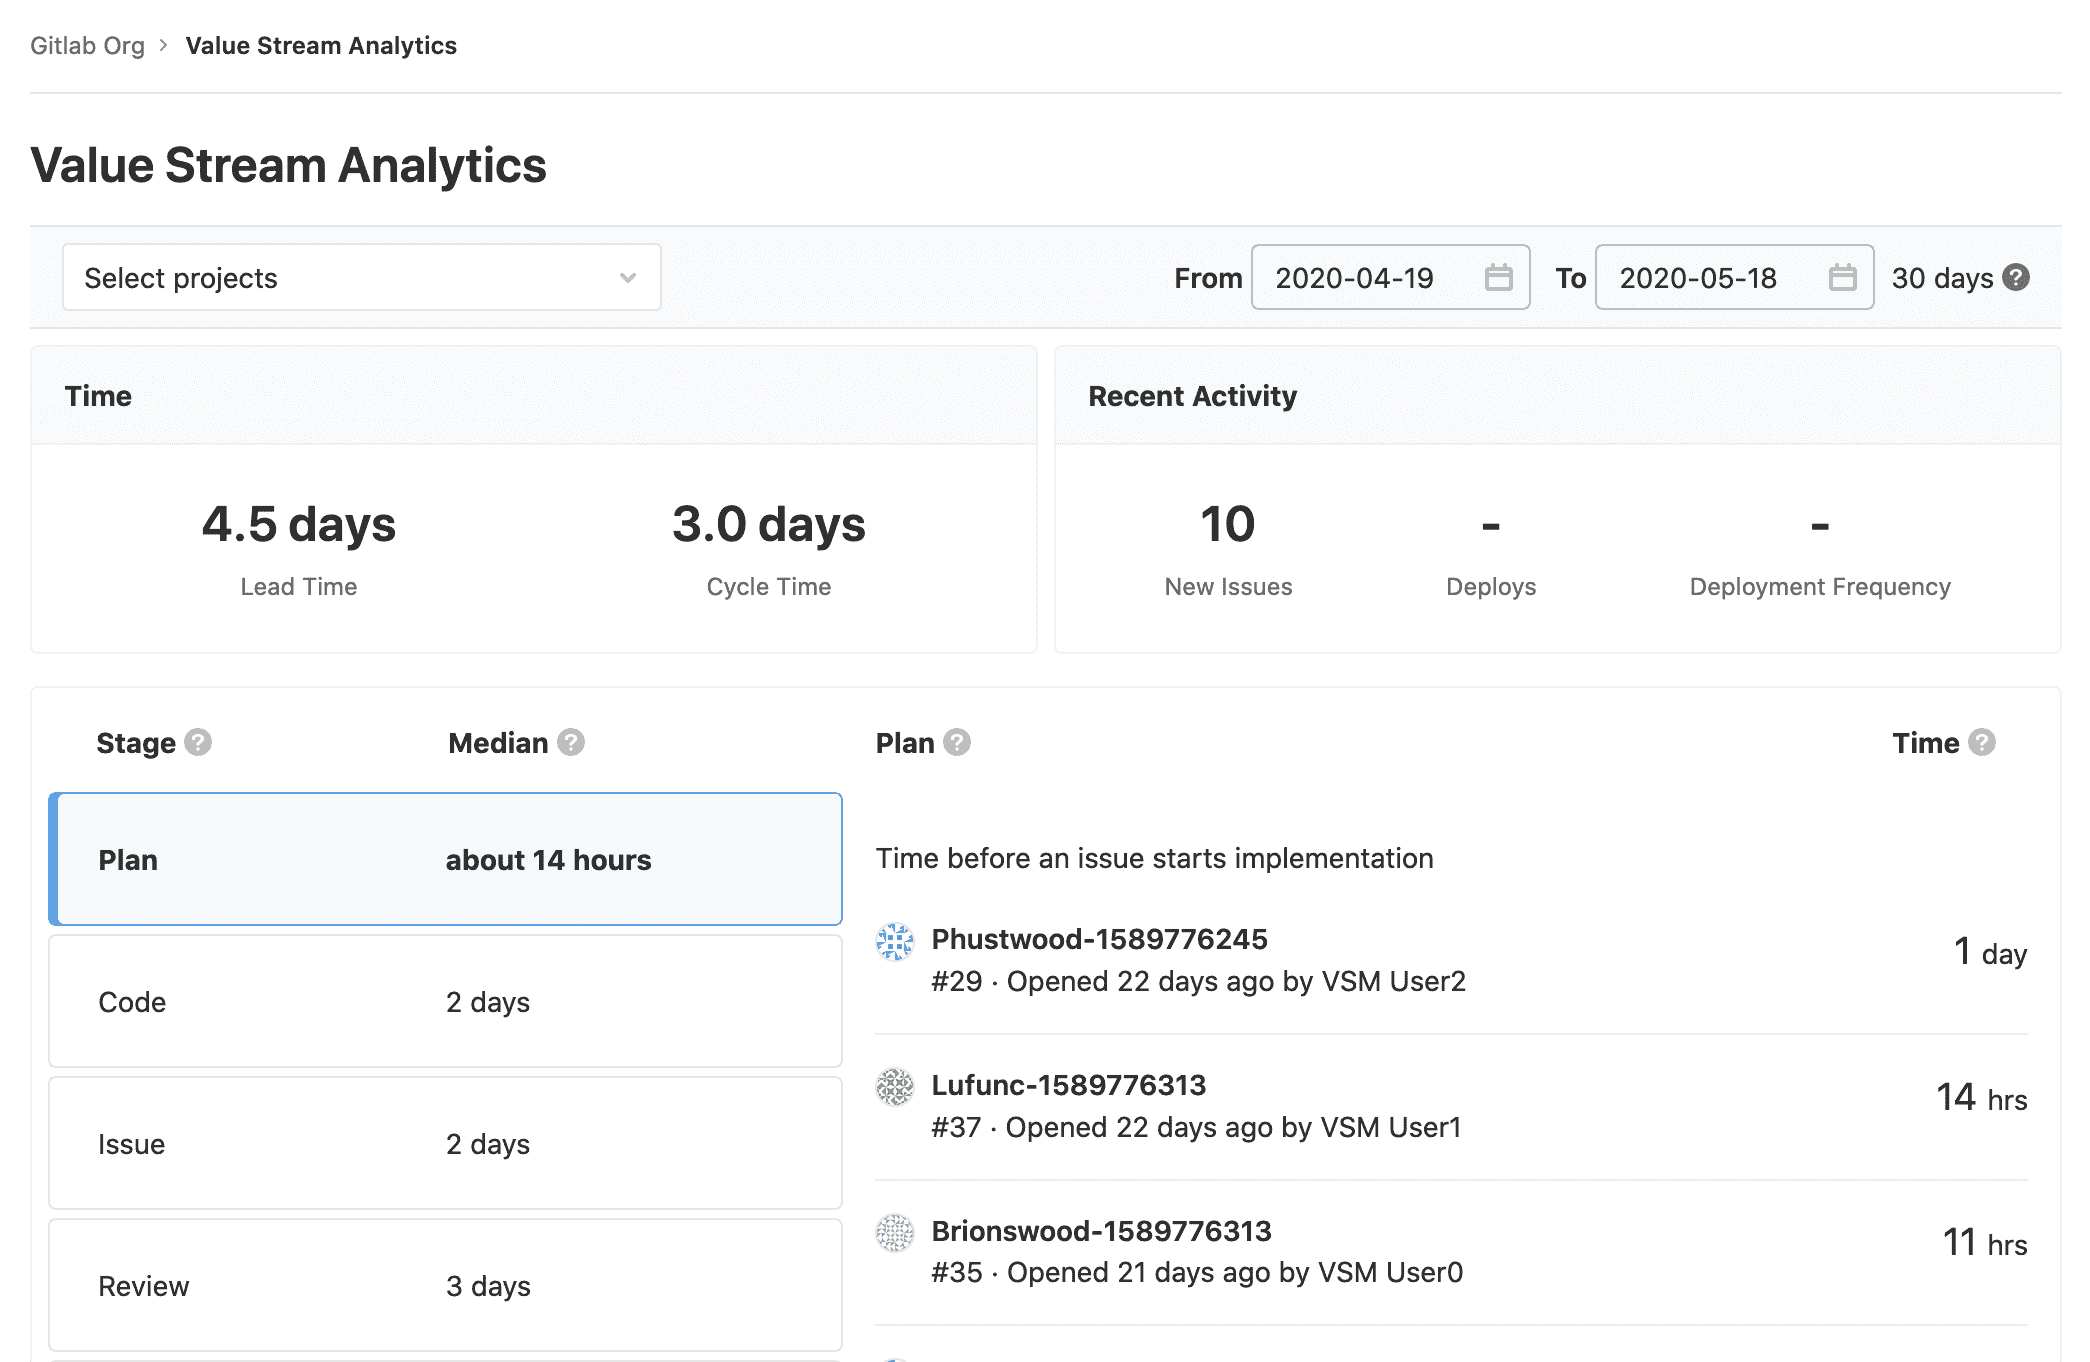 Gitlab Org > Value Stream Analytics
Value Stream Analytics
Select projects
From 2020-04-19 To 2020-05-18 30 days ?
Time
4.5 days
Lead Time
3.0 days
Cycle Time
Recent Activity
10
New Issues
-
Deploys
-
Deployment Frequency
Stage ? Median ?
Plan about 14 hours
Code 2 days
Issue 2 days
Review 3 days
Plan ? Time ?
Time before an issue starts implementation
Phustwood-1589776245
#29 · Opened 22 days ago by VSM User2
1 day
Lufunc-1589776313
#37 · Opened 22 days ago by VSM User1
14 hrs
Brionswood-1589776313
#35 · Opened 21 days ago by VSM User0
11 hrs